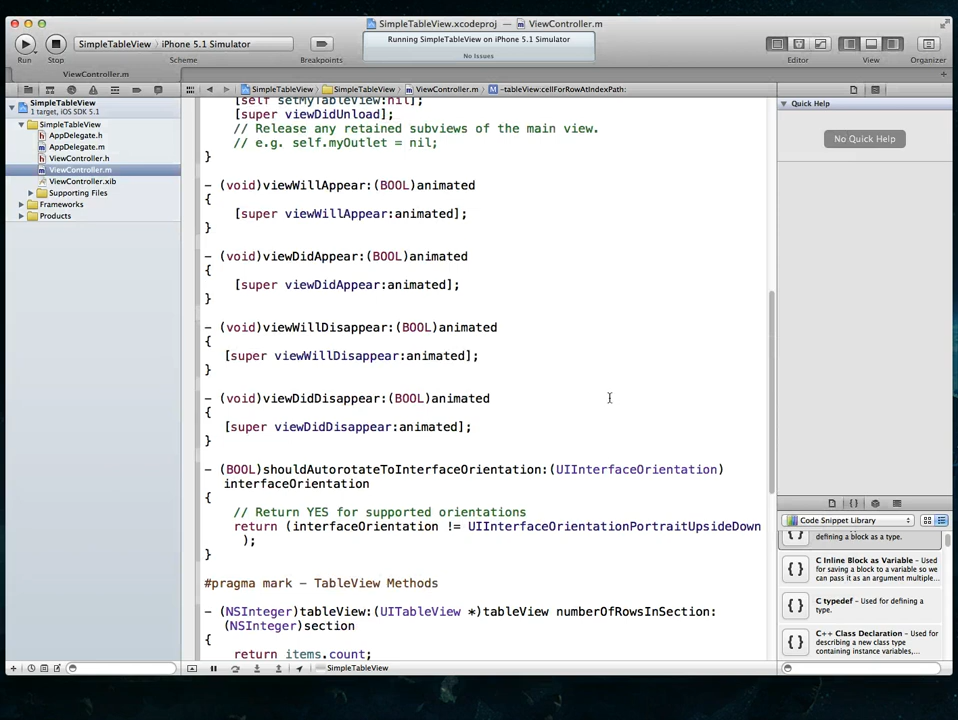 SimpleTableView.xcodeproj — ViewController.m
SimpleTableView > iPhone 5.1 Simulator
Running SimpleTableView on iPhone 5.1 Simulator
No Issues
Run Stop Scheme Breakpoints Editor View Organizer
ViewController.m
SimpleTableView > SimpleTableView > ViewController.m > -tableView:cellForRowAtIndexPath:
SimpleTableView
1 target, iOS SDK 5.1
SimpleTableView
AppDelegate.h
AppDelegate.m
ViewController.h
ViewController.m
ViewController.xib
Supporting Files
Frameworks
Products
[self setMyTableView:nil];
[super viewDidUnload];
// Release any retained subviews of the main view.
// e.g. self.myOutlet = nil;
}
- (void)viewWillAppear:(BOOL)animated
{
[super viewWillAppear:animated];
}
- (void)viewDidAppear:(BOOL)animated
{
[super viewDidAppear:animated];
}
- (void)viewWillDisappear:(BOOL)animated
{
[super viewWillDisappear:animated];
}
- (void)viewDidDisappear:(BOOL)animated
{
[super viewDidDisappear:animated];
}
- (BOOL)shouldAutorotateToInterfaceOrientation:(UIInterfaceOrientation)
interfaceOrientation
{
// Return YES for supported orientations
return (interfaceOrientation != UIInterfaceOrientationPortraitUpsideDown
);
}
#pragma mark - TableView Methods
- (NSInteger)tableView:(UITableView *)tableView numberOfRowsInSection:
(NSInteger)section
{
return items.count;
SimpleTableView
Quick Help
No Quick Help
Code Snippet Library
defining a block as a type.
C Inline Block as Variable - Used
for saving a block to a variable so we
can pass it as an argument multiple...
C typedef - Used for defining a
type.
C++ Class Declaration - Used for
describing a new class type
containing instance variables,...